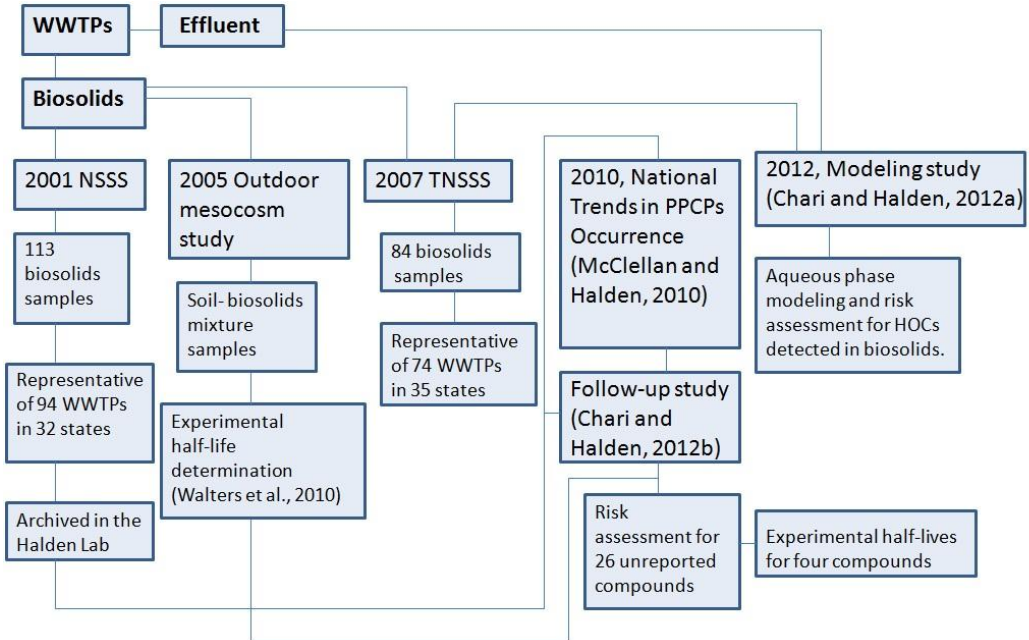 WWTPs
Effluent
Biosolids
2001 NSSS
113
biosolids
samples
Representative
of 94 WWTPs
in 32 states
Archived in the
Halden Lab
2005 Outdoor
mesocosm
study
Soil- biosolids
mixture
samples
Experimental
half-life
determination
(Walters et al., 2010)
2007 TNSSS
84 biosolids
samples
Representative
of 74 WWTPs
in 35 states
2010, National
Trends in PPCPs
Occurrence
(McClellan and
Halden, 2010)
Follow-up study
(Chari and
Halden, 2012b)
Risk
assessment for
26 unreported
compounds
Experimental half-lives
for four compounds
2012, Modeling study
(Chari and Halden, 2012a)
Aqueous phase
modeling and risk
assessment for HOCs
detected in biosolids.